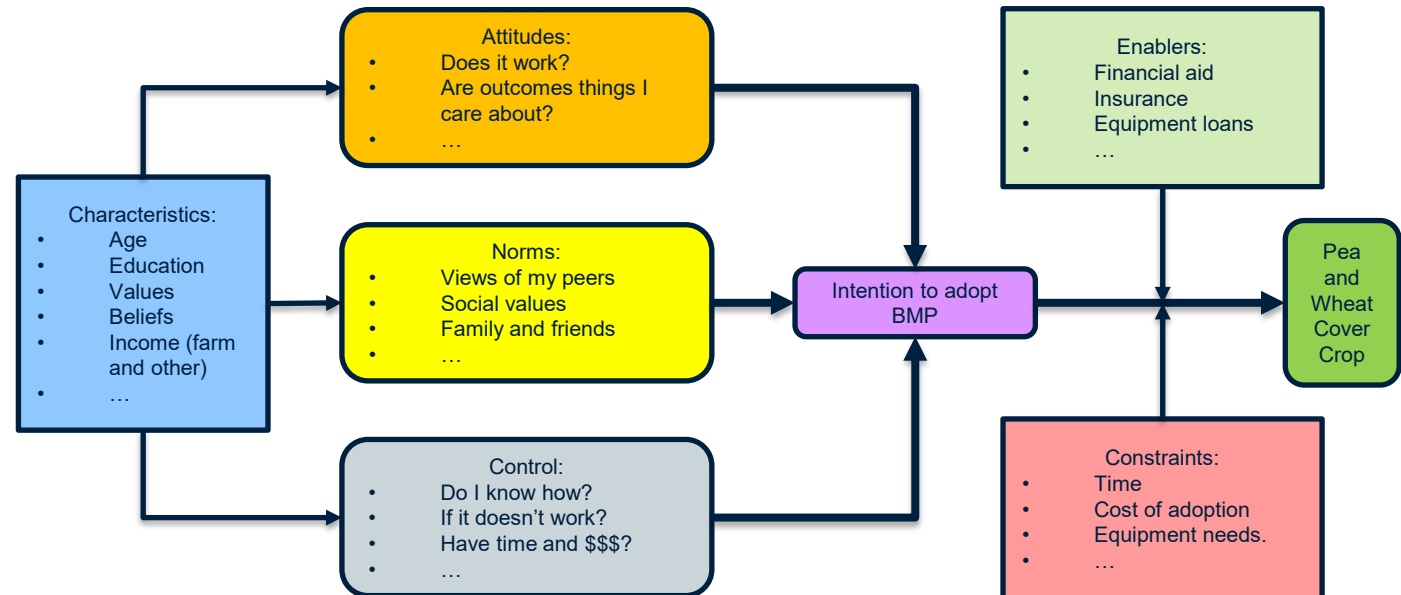 Characteristics:
• Age
• Education
• Values
• Beliefs
• Income (farm
and other)
• …
Attitudes:
• Does it work?
• Are outcomes things I
care about?
• …
Norms:
• Views of my peers
• Social values
• Family and friends
• …
Control:
• Do I know how?
• If it doesn’t work?
• Have time and $$$?
• …
Intention to adopt
BMP
Enablers:
• Financial aid
• Insurance
• Equipment loans
• …
Constraints:
• Time
• Cost of adoption
• Equipment needs.
• …
Pea
and
Wheat
Cover
Crop